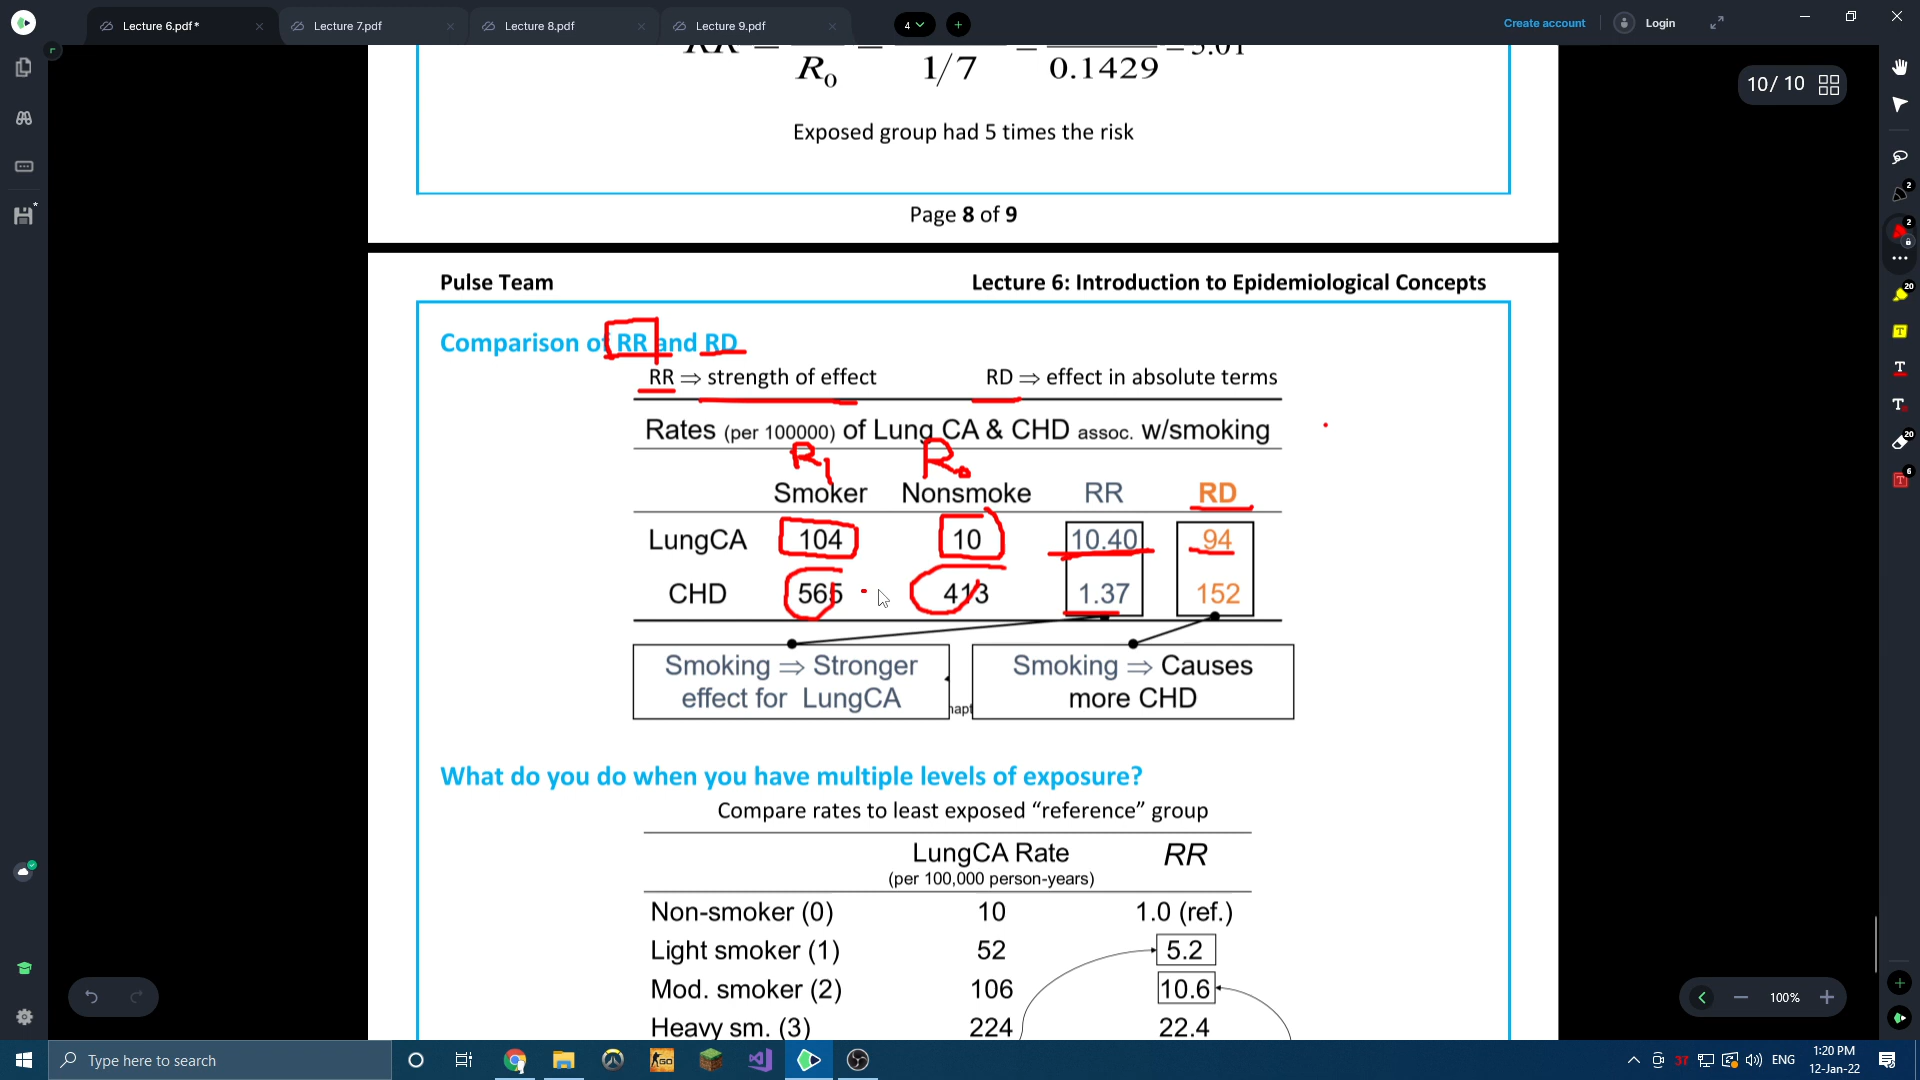 Lecture 6.pdf*
Lecture 7.pdf
Lecture 8.pdf
Lecture 9.pdf
4
Create account
Login
10/ 10
R0 1/7 0.1429
Exposed group had 5 times the risk
Page 8 of 9
Pulse Team Lecture 6: Introduction to Epidemiological Concepts
Comparison of RR and RD
RR ⇒ strength of effect RD ⇒ effect in absolute terms
Rates (per 100000) of Lung CA & CHD assoc. w/smoking
R1 R0
Smoker Nonsmoke RR RD
LungCA 104 10 10.40 94
CHD 565 413 1.37 152
Smoking ⇒ Stronger
effect for LungCA
Smoking ⇒ Causes
more CHD
hapt
What do you do when you have multiple levels of exposure?
Compare rates to least exposed “reference” group
LungCA Rate RR
(per 100,000 person-years)
Non-smoker (0) 10 1.0 (ref.)
Light smoker (1) 52 5.2
Mod. smoker (2) 106 10.6
Heavy sm. (3) 224 22.4
2
2
20
20
6
100%
Type here to search
37
ENG
1:20 PM
12-Jan-22